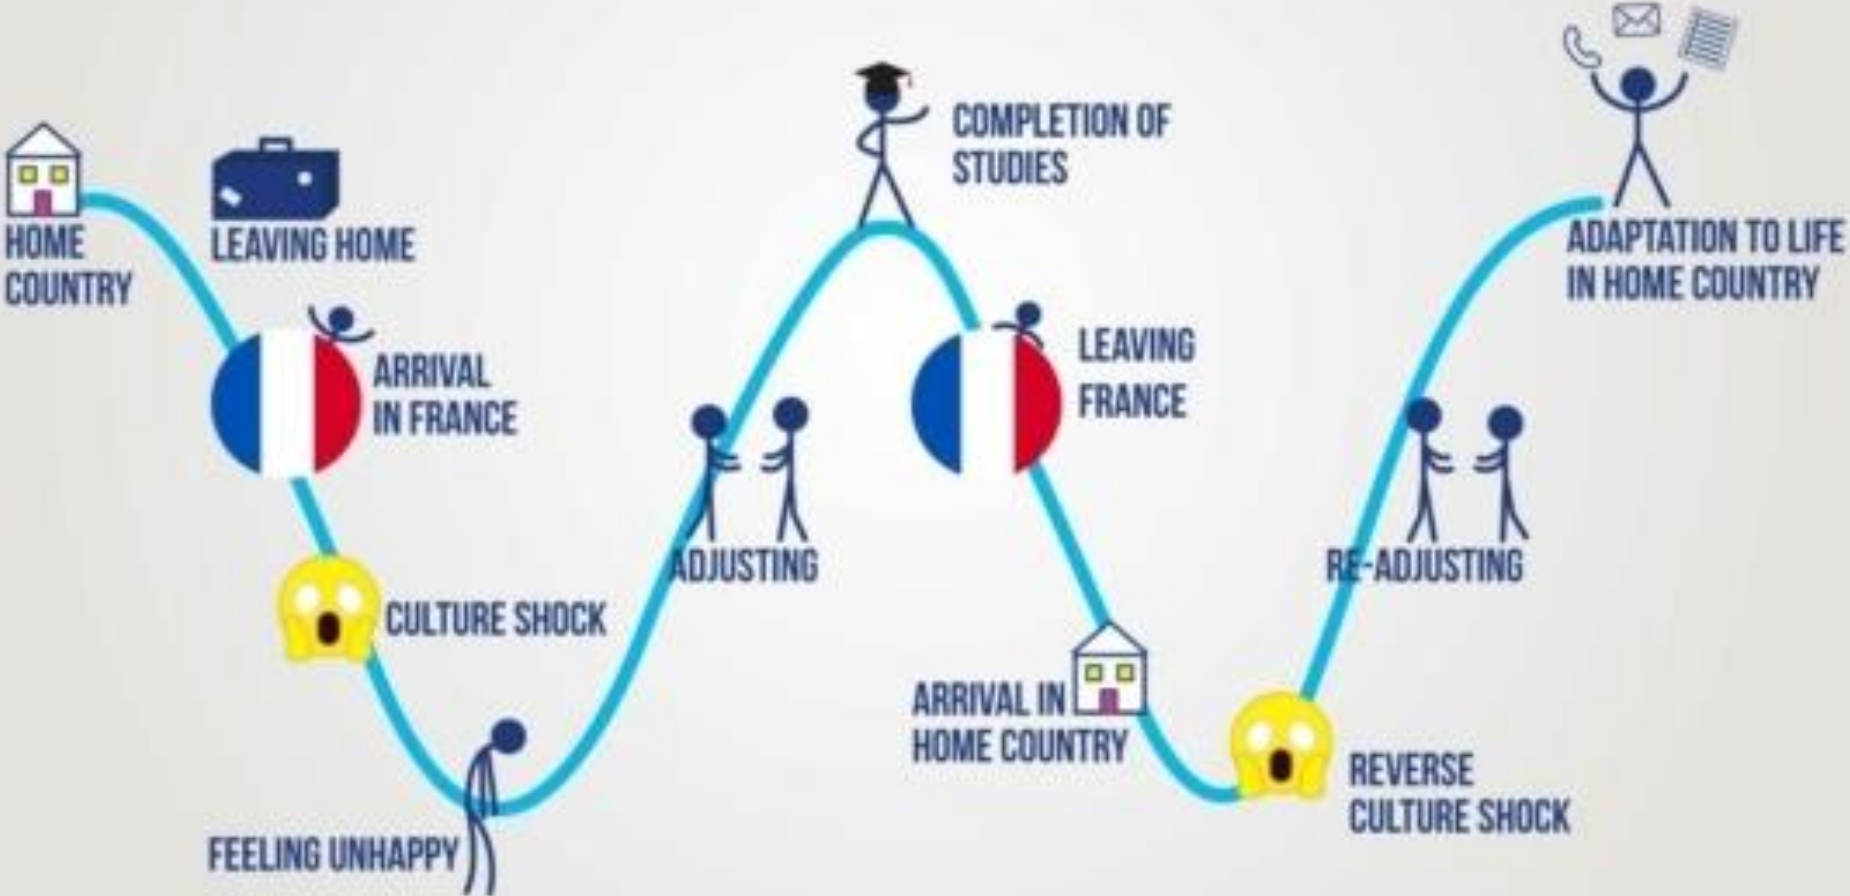 HOME
COUNTRY
LEAVING HOME
ARRIVAL
IN FRANCE
CULTURE SHOCK
FEELING UNHAPPY
ADJUSTING
COMPLETION OF
STUDIES
LEAVING
FRANCE
ARRIVAL IN
HOME COUNTRY
REVERSE
CULTURE SHOCK
RE-ADJUSTING
ADAPTATION TO LIFE
IN HOME COUNTRY